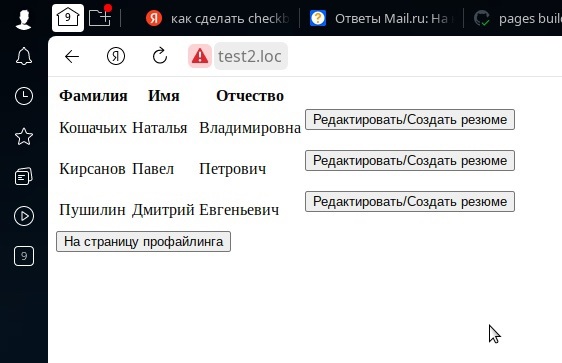 9 Я как сделать checkb Ответы Mail.ru: На pages buil
Я test2.loc
Фамилия Имя Отчество
Кошачьих Наталья Владимировна Редактировать/Создать резюме
Кирсанов Павел Петрович Редактировать/Создать резюме
Пушилин Дмитрий Евгеньевич Редактировать/Создать резюме
На страницу профайлинга
9